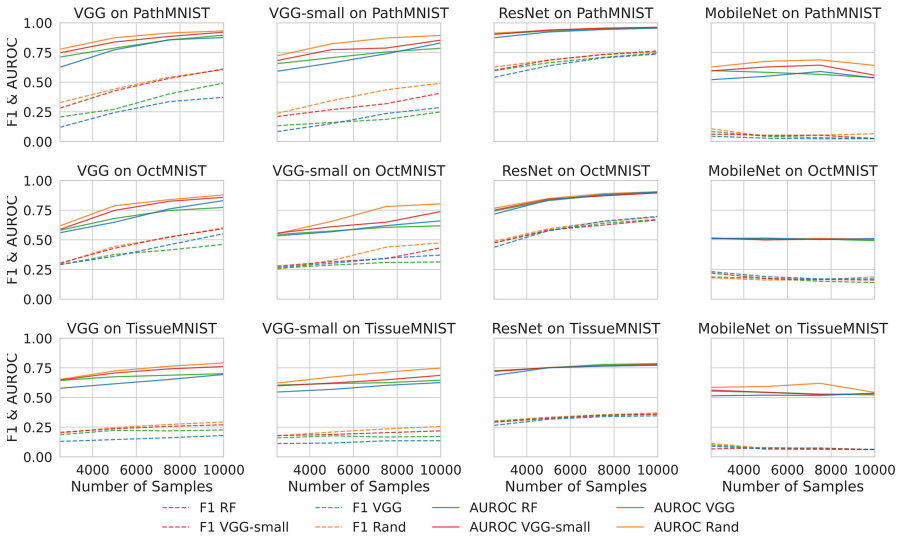 VGG on PathMNIST VGG-small on PathMNIST ResNet on PathMNIST MobileNet on PathMNIST
F1 & AUROC
1.00
0.75
0.50
0.25
0.00
VGG on OctMNIST VGG-small on OctMNIST ResNet on OctMNIST MobileNet on OctMNIST
F1 & AUROC
1.00
0.75
0.50
0.25
0.00
VGG on TissueMNIST VGG-small on TissueMNIST ResNet on TissueMNIST MobileNet on TissueMNIST
F1 & AUROC
1.00
0.75
0.50
0.25
0.00
4000 6000 8000 10000 4000 6000 8000 10000 4000 6000 8000 10000 4000 6000 8000 10000
Number of Samples Number of Samples Number of Samples Number of Samples
F1 RF F1 VGG AUROC RF AUROC VGG
F1 VGG-small F1 Rand AUROC VGG-small AUROC Rand